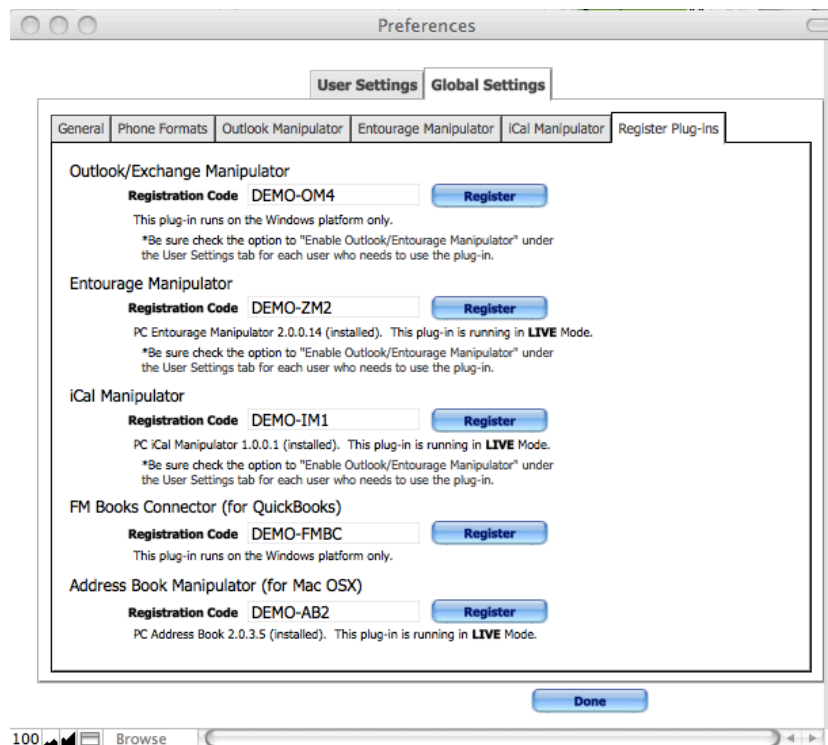 Preferences
User Settings Global Settings
General Phone Formats Outlook Manipulator Entourage Manipulator iCal Manipulator Register Plug-ins
Outlook/Exchange Manipulator
Registration Code DEMO-OM4 Register
This plug-in runs on the Windows platform only.
*Be sure check the option to "Enable Outlook/Entourage Manipulator" under
the User Settings tab for each user who needs to use the plug-in.
Entourage Manipulator
Registration Code DEMO-ZM2 Register
PC Entourage Manipulator 2.0.0.14 (installed). This plug-in is running in LIVE Mode.
*Be sure check the option to "Enable Outlook/Entourage Manipulator" under
the User Settings tab for each user who needs to use the plug-in.
iCal Manipulator
Registration Code DEMO-IM1 Register
PC iCal Manipulator 1.0.0.1 (installed). This plug-in is running in LIVE Mode.
*Be sure check the option to "Enable Outlook/Entourage Manipulator" under
the User Settings tab for each user who needs to use the plug-in.
FM Books Connector (for QuickBooks)
Registration Code DEMO-FMBC Register
This plug-in runs on the Windows platform only.
Address Book Manipulator (for Mac OSX)
Registration Code DEMO-AB2 Register
PC Address Book 2.0.3.5 (installed). This plug-in is running in LIVE Mode.
Done
100 Browse